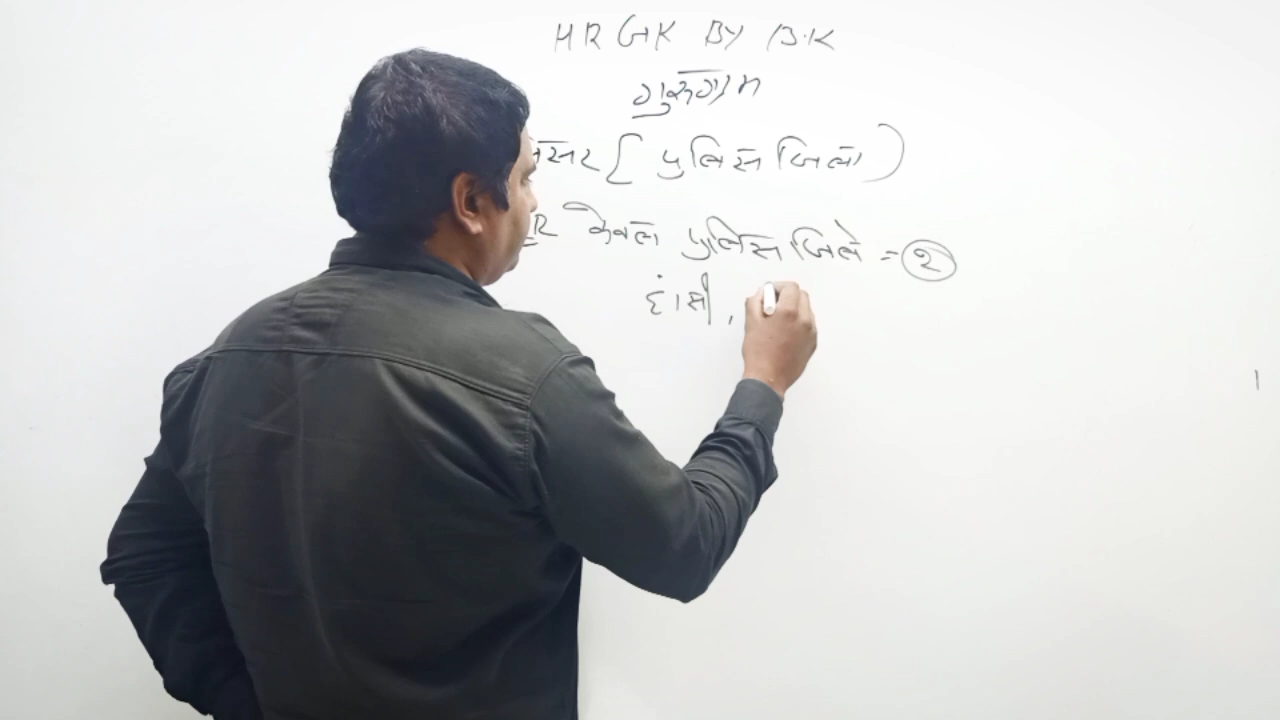 HR GK BY B.K
गुरुग्राम
नेसर (पुलिस जिला)
केवल पुलिस जिले = २
हांसी,